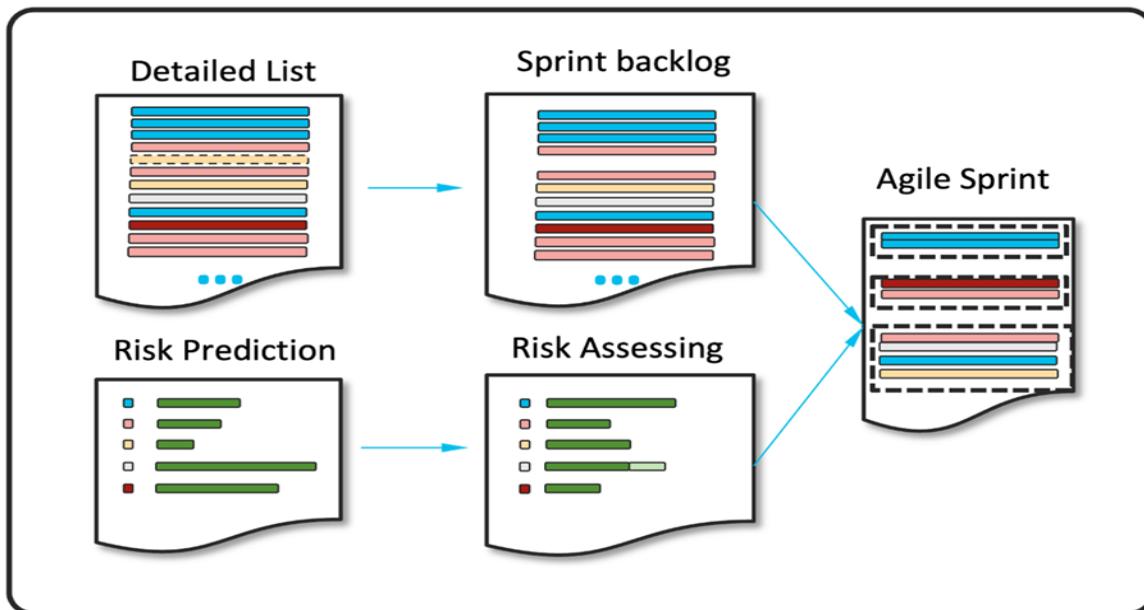 Detailed List
Sprint backlog
Agile Sprint
Risk Prediction
Risk Assessing